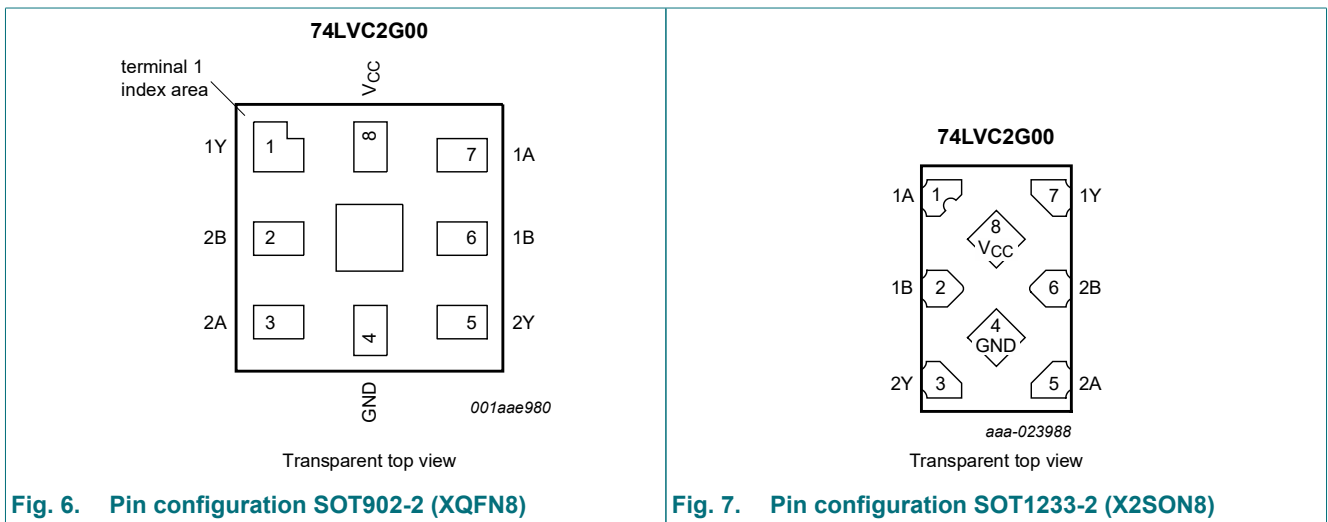 74LVC2G00
terminal 1
index area
VCC
1Y 1 8 7 1A
2B 2 6 1B
2A 3 4 5 2Y
GND
001aae980
Transparent top view
Fig. 6. Pin configuration SOT902-2 (XQFN8)
74LVC2G00
1A 1 7 1Y
8
VCC
1B 2 6 2B
4
GND
2Y 3 5 2A
aaa-023988
Transparent top view
Fig. 7. Pin configuration SOT1233-2 (X2SON8)